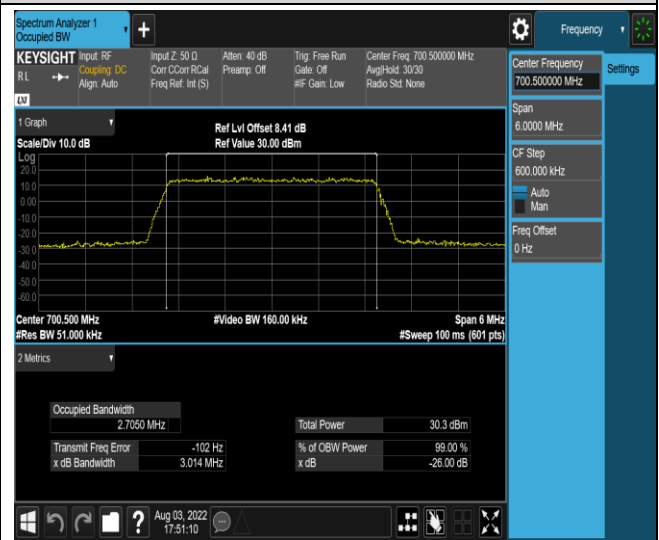 Spectrum Analyzer 1
Occupied BW
Frequency
KEYSIGHT
RL
LXI
Input: RF
Coupling: DC
Align: Auto
Input Z: 50 Ω
Corr CCorr RCal
Freq Ref: Int (S)
Atten: 40 dB
Preamp: Off
Trig: Free Run
Gate: Off
#IF Gain: Low
Center Freq: 700.500000 MHz
Avg|Hold: 30/30
Radio Std: None
Center Frequency
700.500000 MHz
Settings
Span
6.0000 MHz
CF Step
600.000 kHz
Auto
Man
Freq Offset
0 Hz
1 Graph
Scale/Div 10.0 dB
Ref Lvl Offset 8.41 dB
Ref Value 30.00 dBm
Log
20.0
10.0
0.00
-10.0
-20.0
-30.0
-40.0
-50.0
-60.0
Center 700.500 MHz
#Res BW 51.000 kHz
#Video BW 160.00 kHz
Span 6 MHz
#Sweep 100 ms (601 pts)
2 Metrics
Occupied Bandwidth
2.7050 MHz
Total Power 30.3 dBm
Transmit Freq Error -102 Hz
% of OBW Power 99.00 %
x dB Bandwidth 3.014 MHz
x dB -26.00 dB
?
Aug 03, 2022
17:51:10